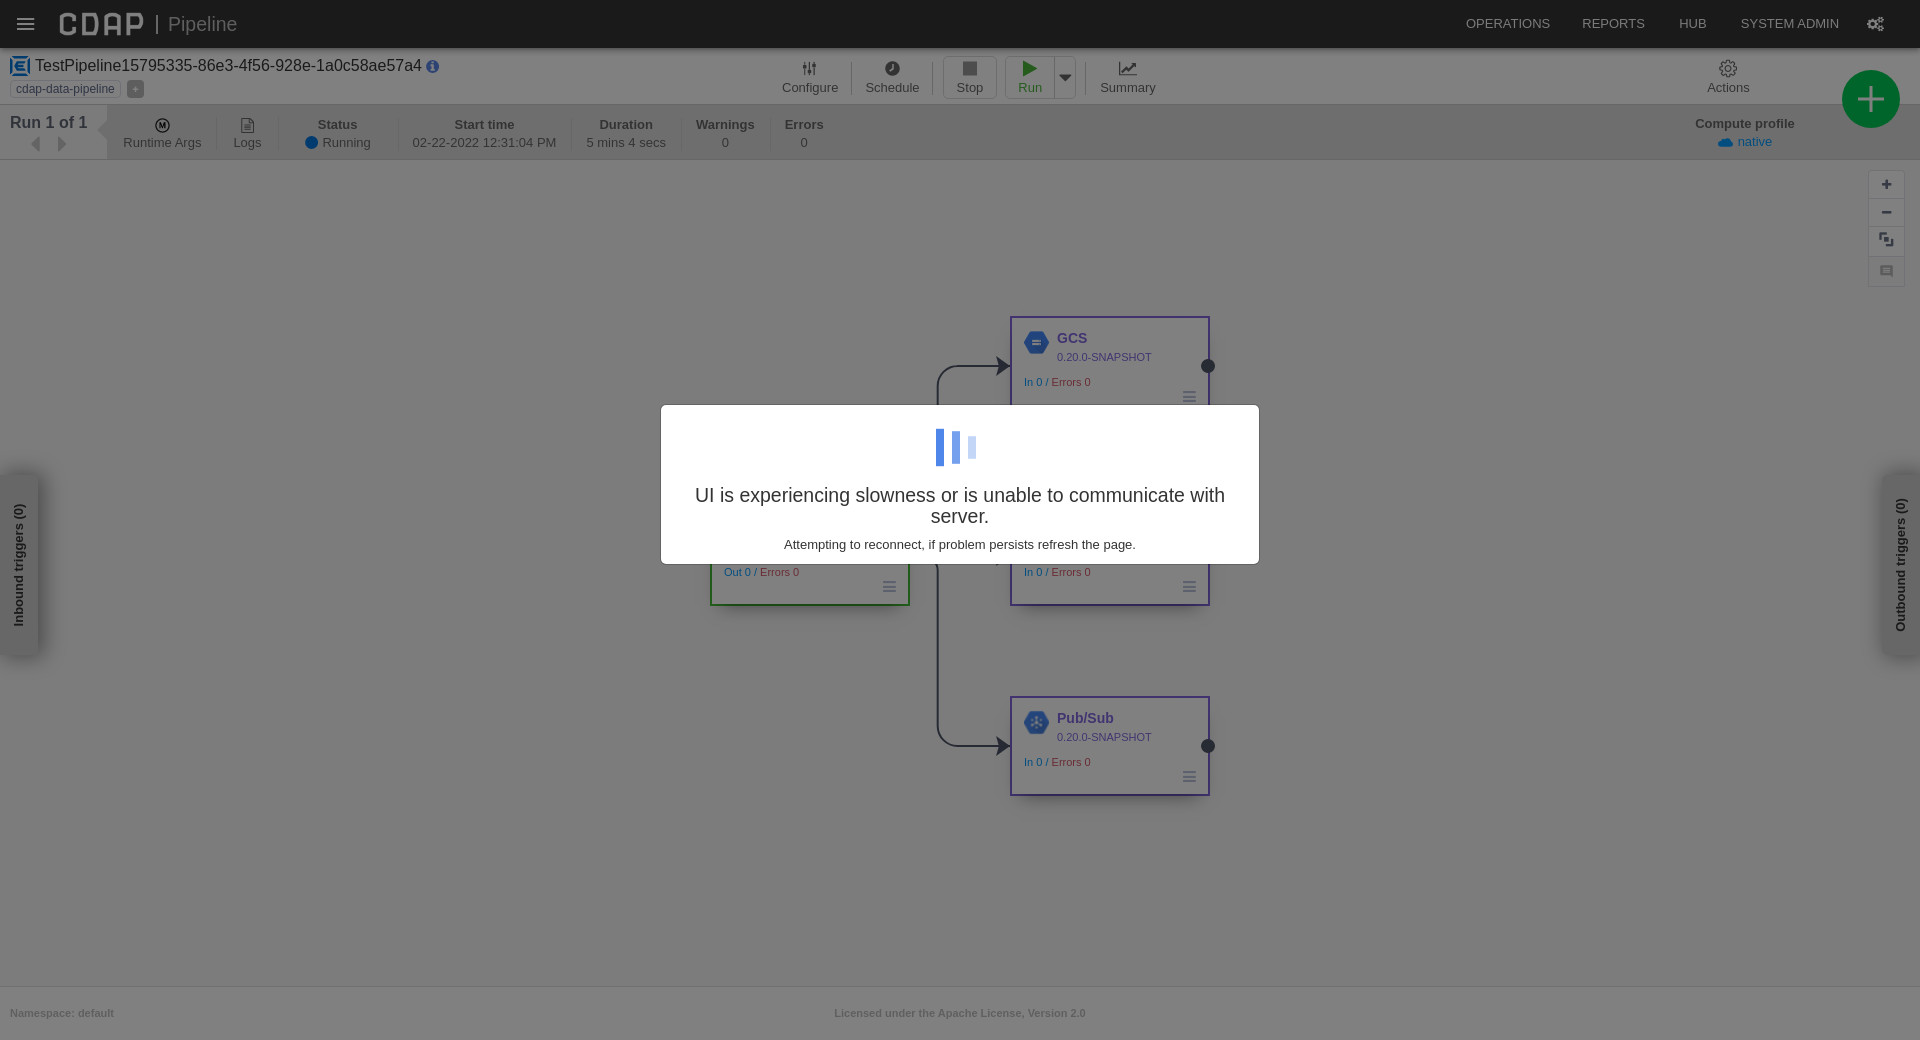 CDAP | Pipeline
OPERATIONS
REPORTS
HUB
SYSTEM ADMIN
TestPipeline15795335-86e3-4f56-928e-1a0c58ae57a4
cdap-data-pipeline
+
Configure
Schedule
Stop
Run
Summary
Actions
Run 1 of 1
Runtime Args
Logs
Status
Running
Start time
02-22-2022 12:31:04 PM
Duration
5 mins 4 secs
Warnings
0
Errors
0
Compute profile
native
GCS
0.20.0-SNAPSHOT
In 0 / Errors 0
UI is experiencing slowness or is unable to communicate with
server.
Attempting to reconnect, if problem persists refresh the page.
Out 0 / Errors 0
In 0 / Errors 0
Inbound triggers (0)
Outbound triggers (0)
Pub/Sub
0.20.0-SNAPSHOT
In 0 / Errors 0
Namespace: default
Licensed under the Apache License, Version 2.0